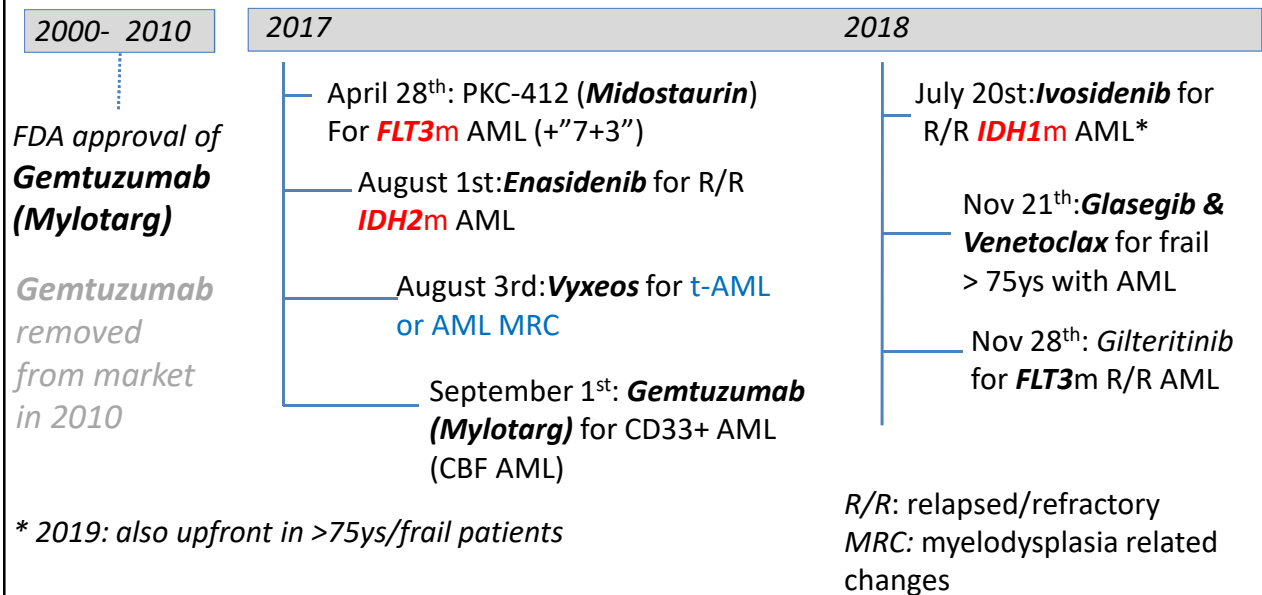 2000- 2010
2017
2018
FDA approval of
Gemtuzumab
(Mylotarg)
Gemtuzumab
removed
from market
in 2010
April 28th: PKC-412 (Midostaurin)
For FLT3m AML (+”7+3”)
August 1st:Enasidenib for R/R
IDH2m AML
August 3rd:Vyxeos for t-AML
or AML MRC
September 1st: Gemtuzumab
(Mylotarg) for CD33+ AML
(CBF AML)
July 20st:Ivosidenib for
R/R IDH1m AML*
Nov 21th:Glasegib &
Venetoclax for frail
> 75ys with AML
Nov 28th: Gilteritinib
for FLT3m R/R AML
* 2019: also upfront in >75ys/frail patients
R/R: relapsed/refractory
MRC: myelodysplasia related
changes